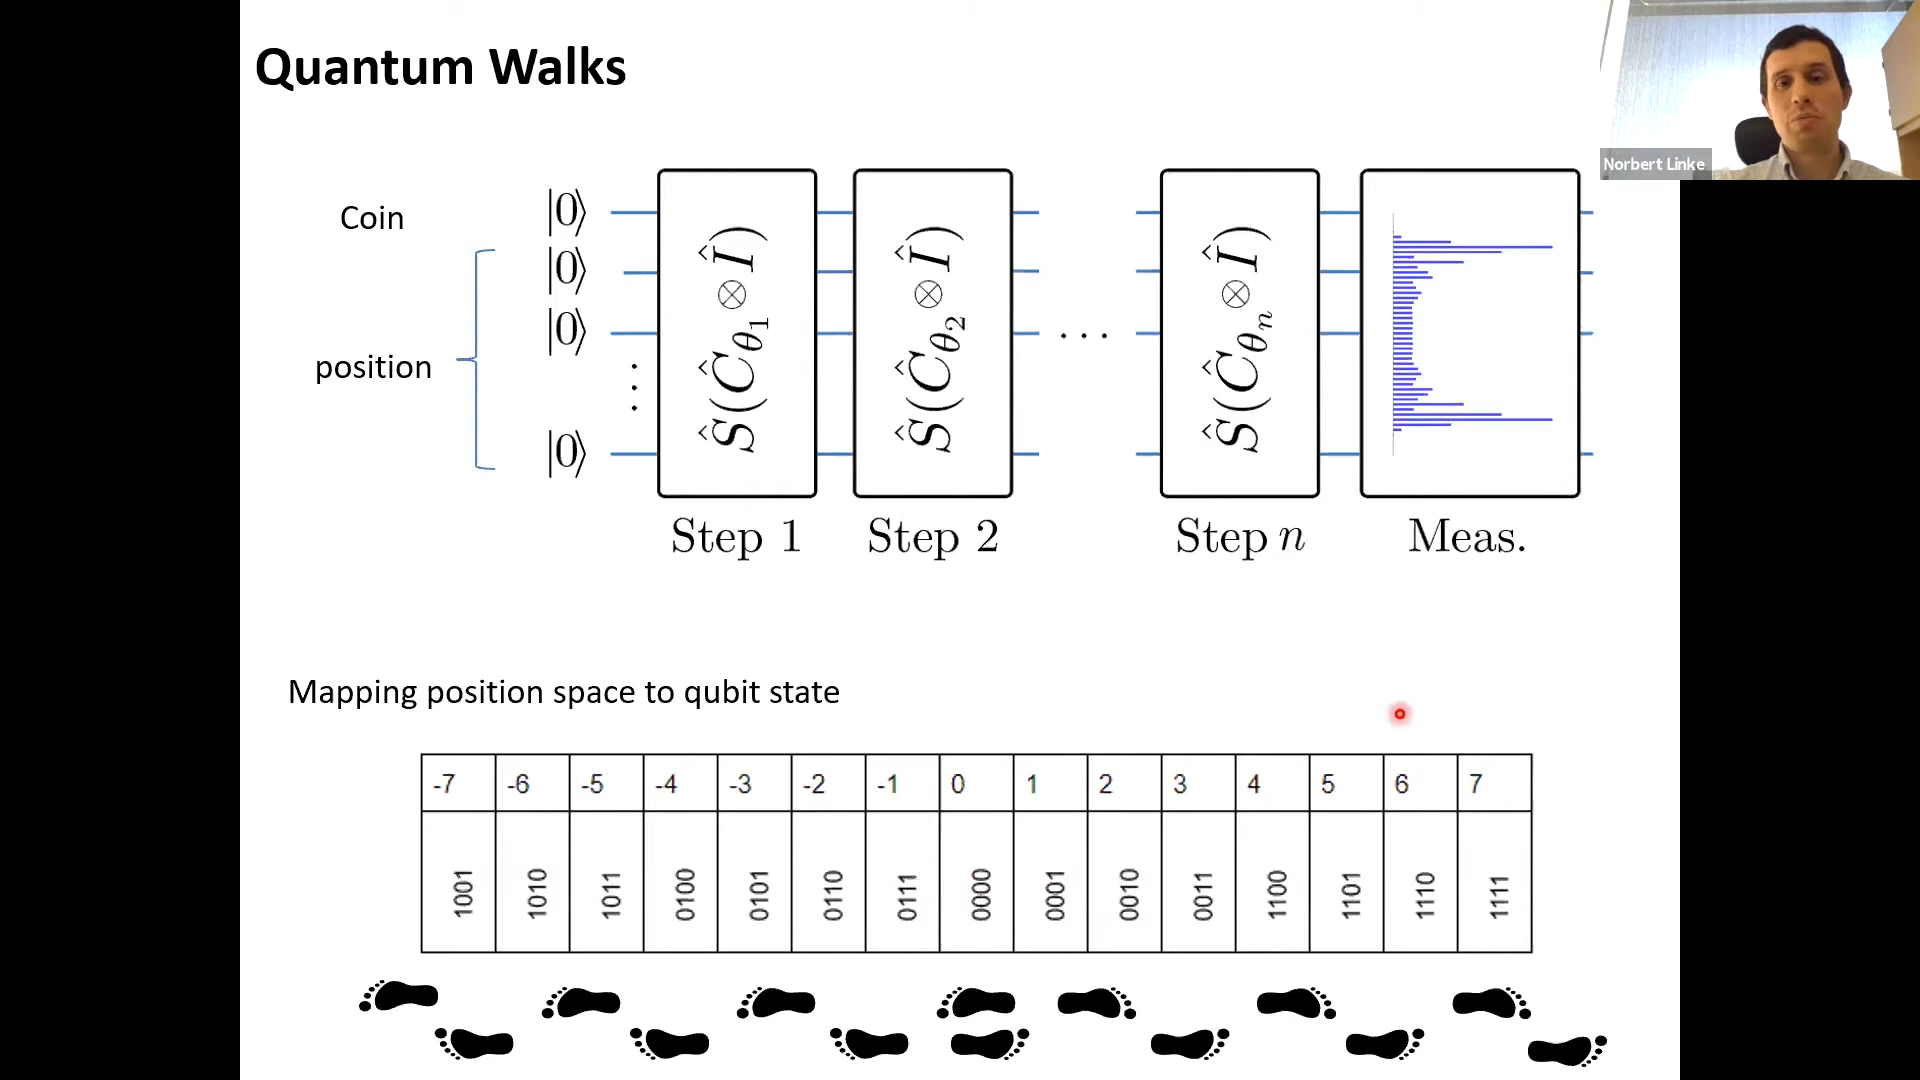 Quantum Walks
Norbert Linke
Coin
position
|0⟩
|0⟩
|0⟩
⋮
|0⟩
Ŝ(Ĉ_θ₁ ⊗ Î)
Ŝ(Ĉ_θ₂ ⊗ Î)
···
Ŝ(Ĉ_θₙ ⊗ Î)
Step 1
Step 2
Step n
Meas.
Mapping position space to qubit state
-7 -6 -5 -4 -3 -2 -1 0 1 2 3 4 5 6 7
1001 1010 1011 0100 0101 0110 0111 0000 0001 0010 0011 1100 1101 1110 1111